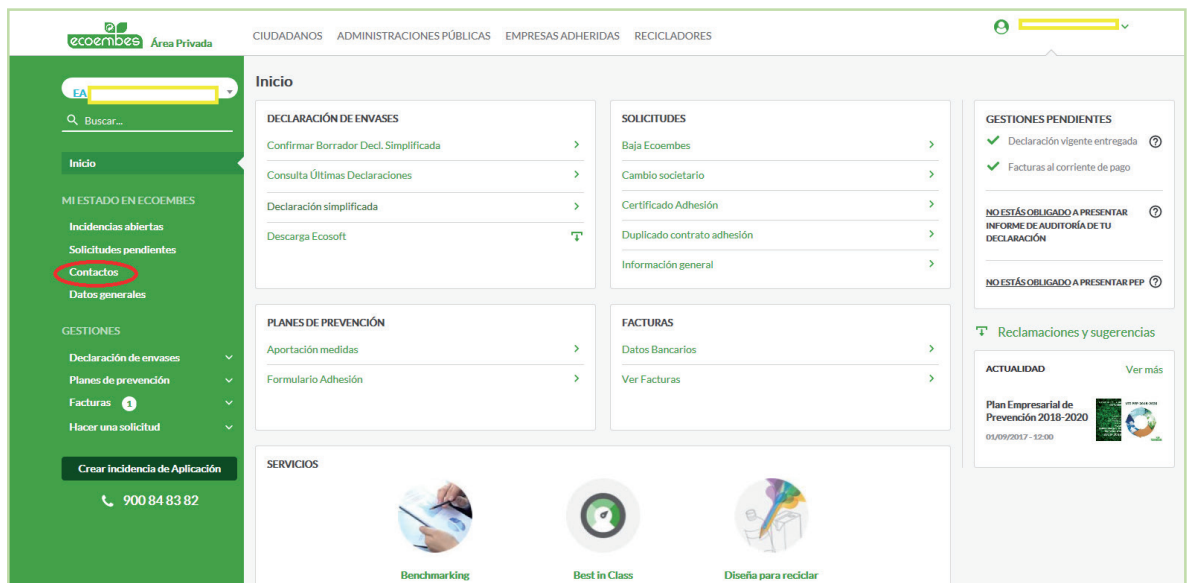 ecoembes Área Privada
CIUDADANOS ADMINISTRACIONES PÚBLICAS EMPRESAS ADHERIDAS RECICLADORES
EA
Buscar...
Inicio
MI ESTADO EN ECOEMBES
Incidencias abiertas
Solicitudes pendientes
Contactos
Datos generales
GESTIONES
Declaración de envases
Planes de prevención
Facturas 1
Hacer una solicitud
Crear incidencia de Aplicación
900 84 83 82
Inicio
DECLARACIÓN DE ENVASES
Confirmar Borrador Decl. Simplificada
Consulta Últimas Declaraciones
Declaración simplificada
Descarga Ecosoft
SOLICITUDES
Baja Ecoembes
Cambio societario
Certificado Adhesión
Duplicado contrato adhesión
Información general
PLANES DE PREVENCIÓN
Aportación medidas
Formulario Adhesión
FACTURAS
Datos Bancarios
Ver Facturas
SERVICIOS
Benchmarking
Best in Class
Diseña para reciclar
GESTIONES PENDIENTES
Declaración vigente entregada ?
Facturas al corriente de pago
NO ESTÁS OBLIGADO A PRESENTAR ?
INFORME DE AUDITORÍA DE TU
DECLARACIÓN
NO ESTÁS OBLIGADO A PRESENTAR PEP ?
Reclamaciones y sugerencias
ACTUALIDAD Ver más
Plan Empresarial de
Prevención 2018-2020
01/09/2017 - 12:00